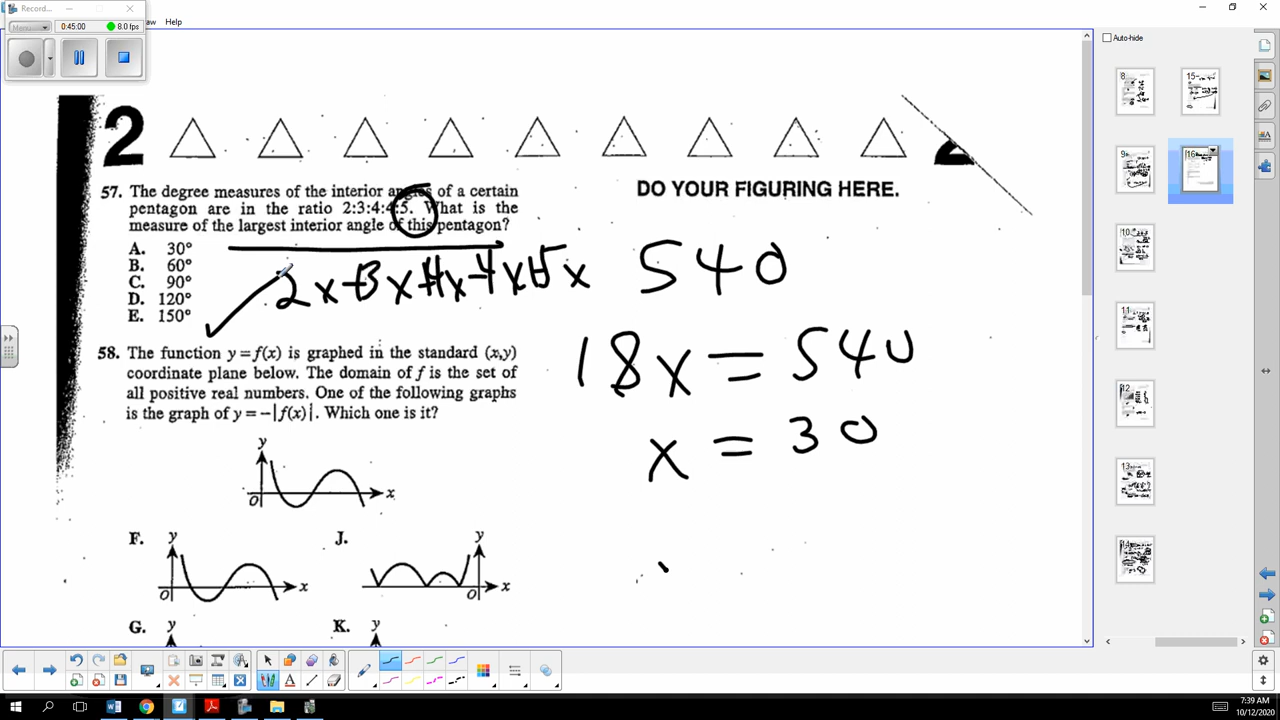 Record...
Menu
0:45:00
8.0 fps
Help
Auto-hide
2
57. The degree measures of the interior angles of a certain
pentagon are in the ratio 2:3:4:4:5. What is the
measure of the largest interior angle of this pentagon?
A. 30°
B. 60°
C. 90°
D. 120°
E. 150°
DO YOUR FIGURING HERE.
2x+3x+4x+4x+5x 540
18x = 540
x = 30
58. The function y = f(x) is graphed in the standard (x,y)
coordinate plane below. The domain of f is the set of
all positive real numbers. One of the following graphs
is the graph of y = -|f(x)|. Which one is it?
y
O x
F. y
O x
J. y
O x
G. y
K. y
8
15
9
16
10
11
12
13
14
7:39 AM
10/12/2020